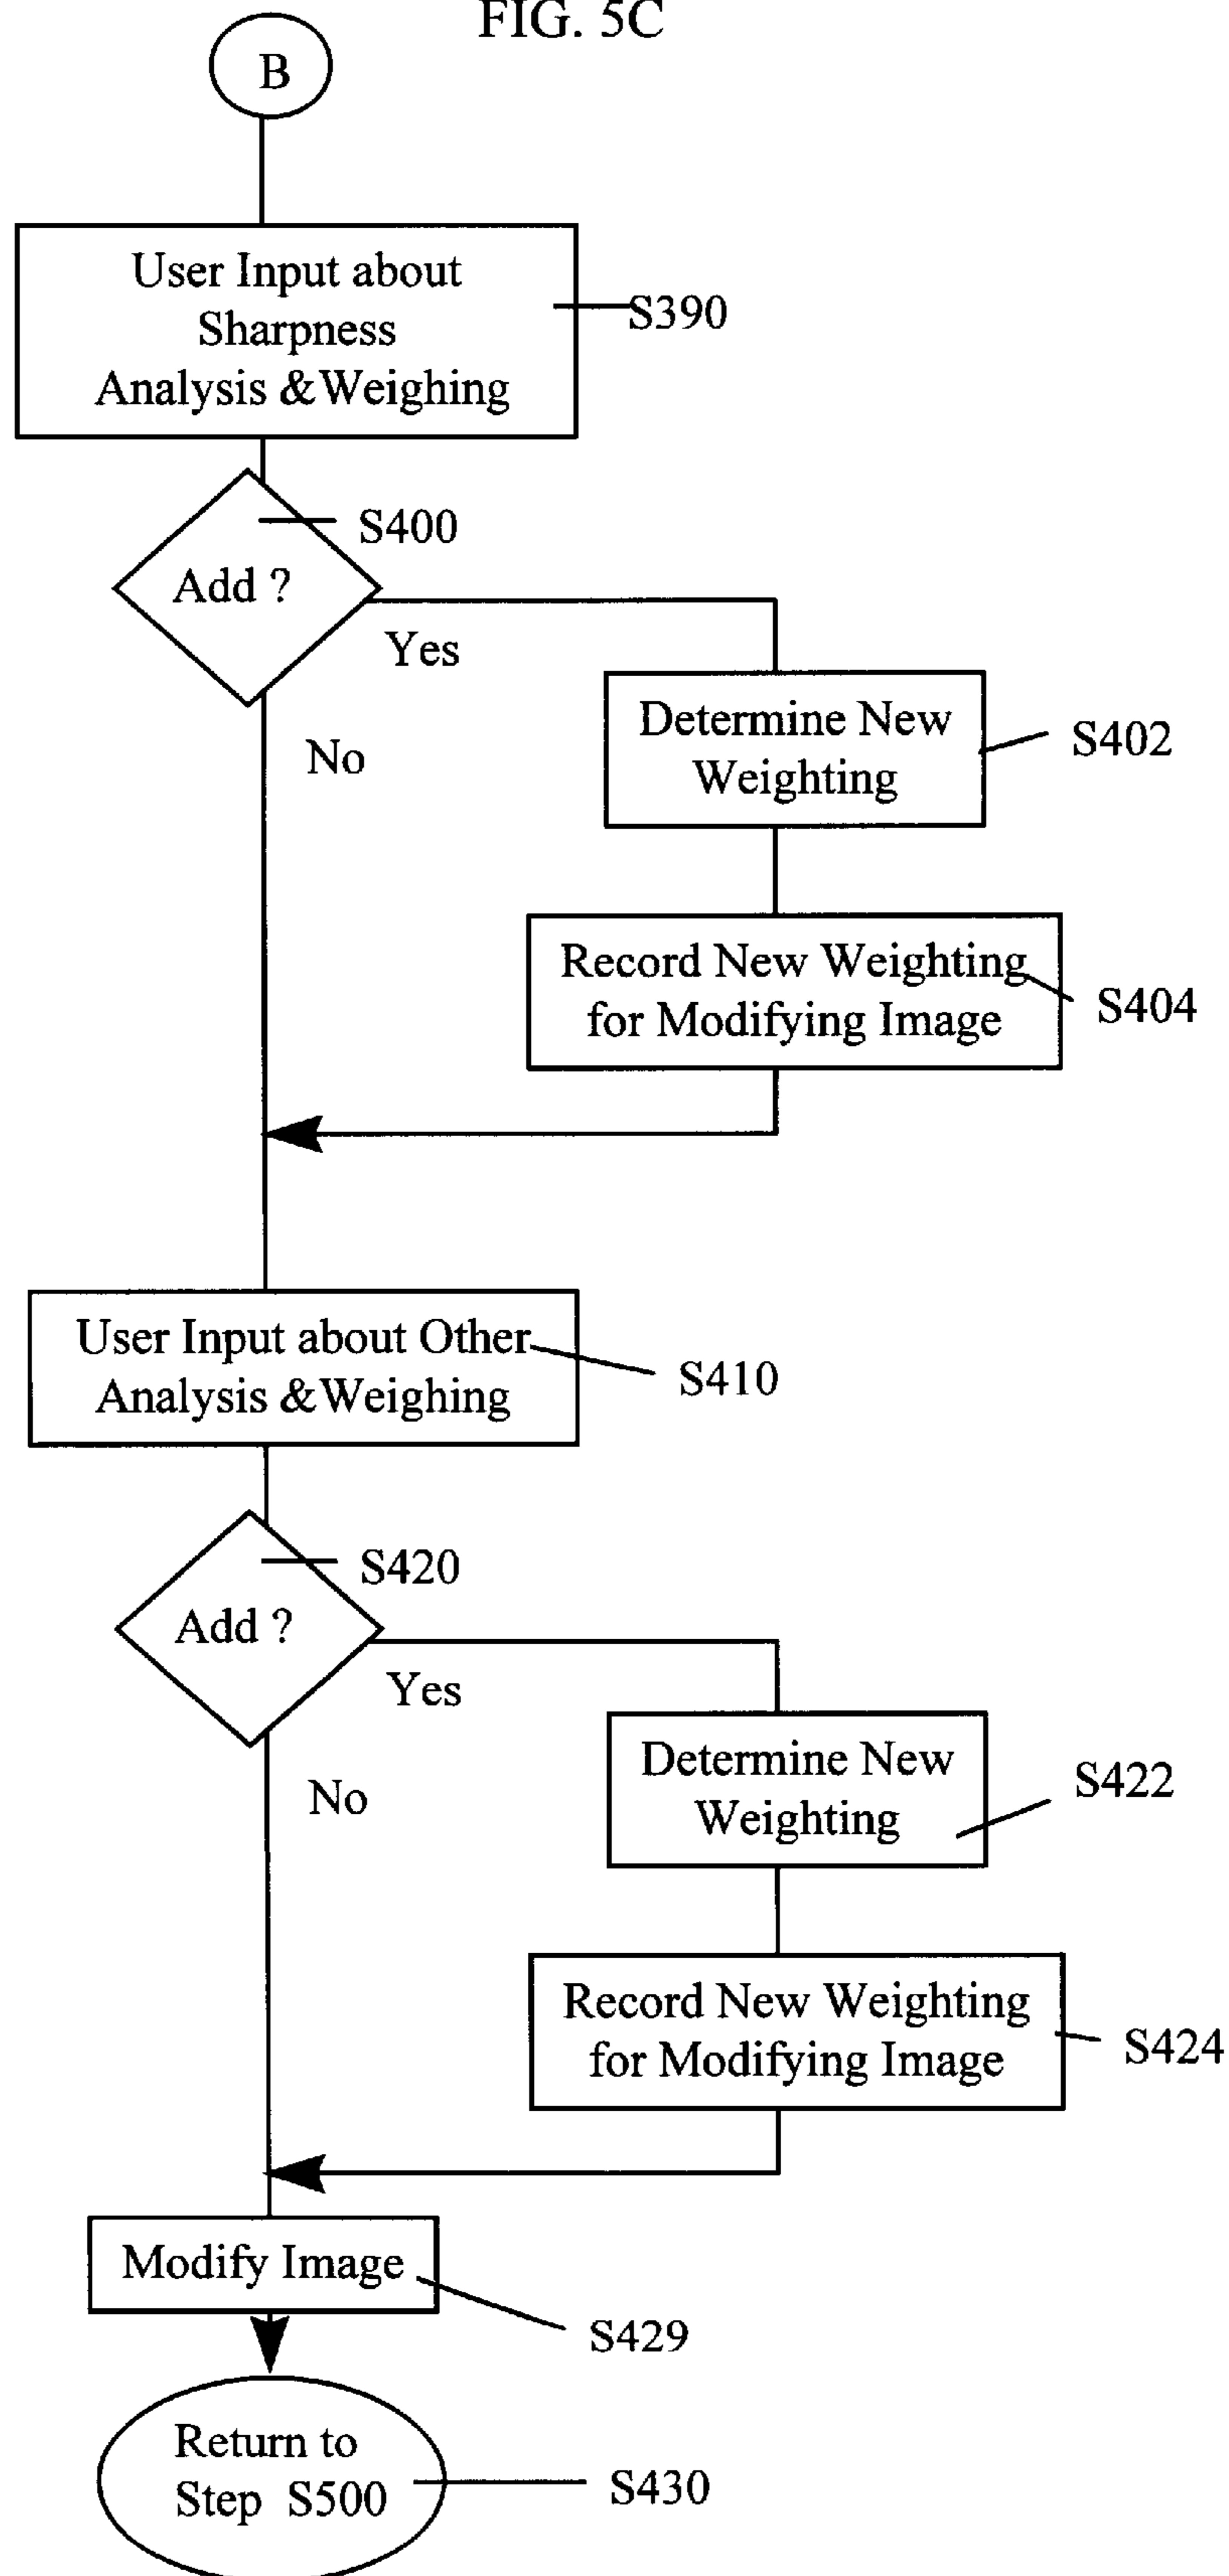 FIG. 5C
B
User Input about
Sharpness
Analysis &Weighing
S390
S400
Add ?
Yes
No
Determine New
Weighting
S402
Record New Weighting
for Modifying Image
S404
User Input about Other
Analysis &Weighing
S410
S420
Add ?
Yes
No
Determine New
Weighting
S422
Record New Weighting
for Modifying Image
S424
Modify Image
S429
Return to
Step S500
S430